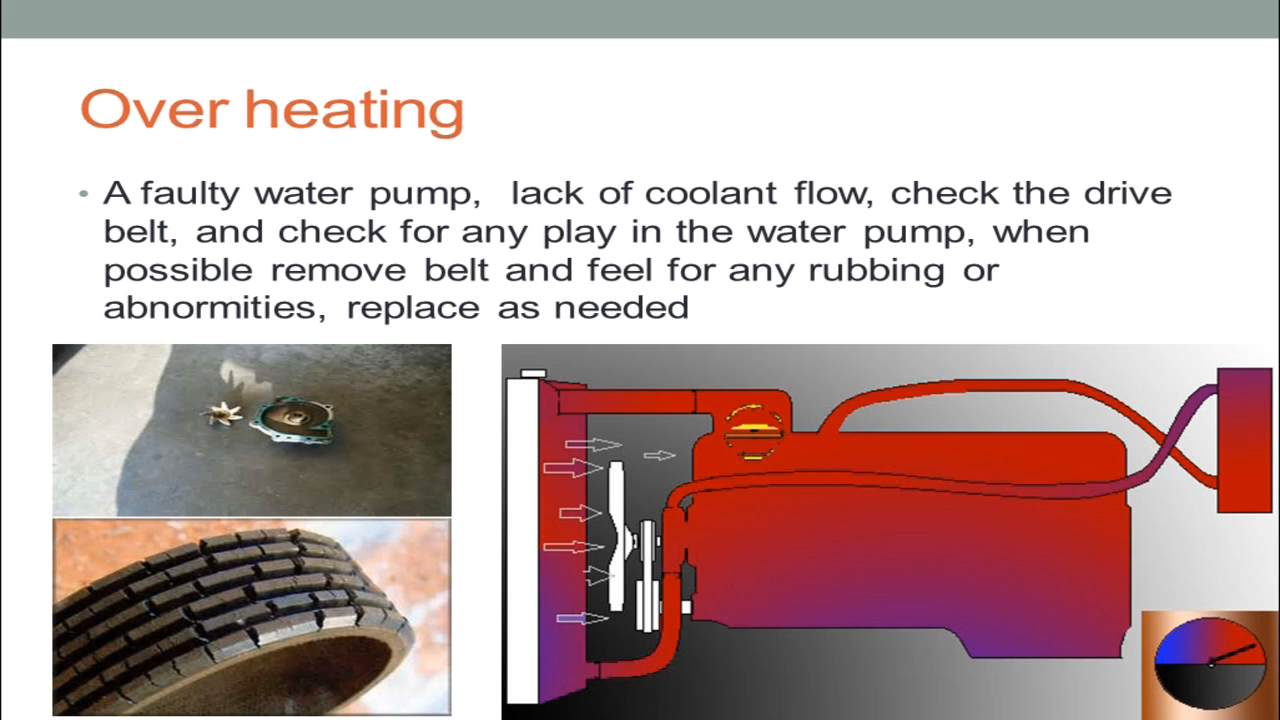 Over heating
• A faulty water pump, lack of coolant flow, check the drive
belt, and check for any play in the water pump, when
possible remove belt and feel for any rubbing or
abnormities, replace as needed